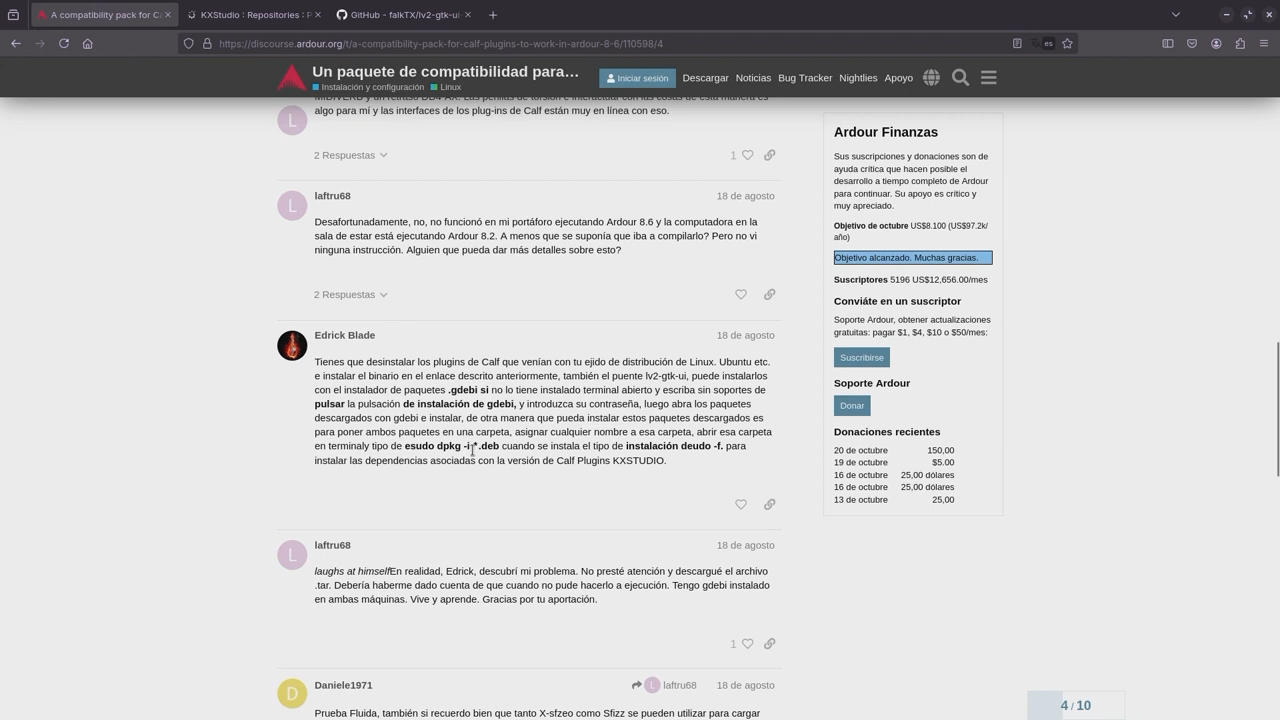 A compatibility pack for C
KXStudio : Repositories : P
GitHub - falkTX/lv2-gtk-ui
https://discourse.ardour.org/t/a-compatibility-pack-for-calf-plugins-to-work-in-ardour-8-6/110598/4
es
Un paquete de compatibilidad para…
Instalación y configuración Linux
Iniciar sesión
Descargar Noticias Bug Tracker Nightlies Apoyo
L
algo para mí y las interfaces de los plug-ins de Calf están muy en línea con eso.
2 Respuestas
1
L
laftru68
18 de agosto
Desafortunadamente, no, no funcionó en mi portáforo ejecutando Ardour 8.6 y la computadora en la
sala de estar está ejecutando Ardour 8.2. A menos que se suponía que iba a compilarlo? Pero no vi
ninguna instrucción. Alguien que pueda dar más detalles sobre esto?
2 Respuestas
Edrick Blade
18 de agosto
Tienes que desinstalar los plugins de Calf que venían con tu ejido de distribución de Linux. Ubuntu etc.
e instalar el binario en el enlace descrito anteriormente, también el puente lv2-gtk-ui, puede instalarlos
con el instalador de paquetes .gdebi si no lo tiene instalado terminal abierto y escriba sin soportes de
pulsar la pulsación de instalación de gdebi, y introduzca su contraseña, luego abra los paquetes
descargados con gdebi e instalar, de otra manera que pueda instalar estos paquetes descargados es
para poner ambos paquetes en una carpeta, asignar cualquier nombre a esa carpeta, abrir esa carpeta
en terminaly tipo de esudo dpkg -i *.deb cuando se instala el tipo de instalación deudo -f. para
instalar las dependencias asociadas con la versión de Calf Plugins KXSTUDIO.
L
laftru68
18 de agosto
laughs at himselfEn realidad, Edrick, descubrí mi problema. No presté atención y descargué el archivo
.tar. Debería haberme dado cuenta de que cuando no pude hacerlo a ejecución. Tengo gdebi instalado
en ambas máquinas. Vive y aprende. Gracias por tu aportación.
1
D
Daniele1971
L laftru68
18 de agosto
Prueba Fluida, también si recuerdo bien que tanto X-sfzeo como Sfizz se pueden utilizar para cargar
Ardour Finanzas
Sus suscripciones y donaciones son de
ayuda crítica que hacen posible el
desarrollo a tiempo completo de Ardour
para continuar. Su apoyo es crítico y
muy apreciado.
Objetivo de octubre US$8.100 (US$97.2k/
año)
Objetivo alcanzado. Muchas gracias.
Suscriptores 5196 US$12,656.00/mes
Conviáte en un suscriptor
Soporte Ardour, obtener actualizaciones
gratuitas: pagar $1, $4, $10 o $50/mes:
Suscribirse
Soporte Ardour
Donar
Donaciones recientes
20 de octubre 150,00
19 de octubre $5.00
16 de octubre 25,00 dólares
16 de octubre 25,00 dólares
13 de octubre 25,00
4 / 10